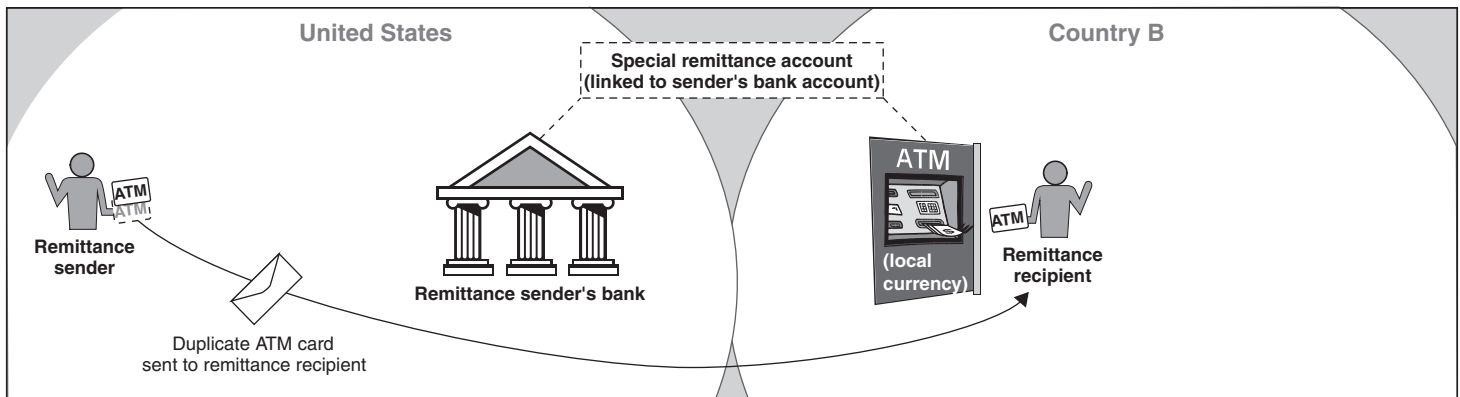 United States
Country B
Special remittance account
(linked to sender's bank account)
ATM
ATM
Remittance
sender
Remittance sender's bank
ATM
(local
currency)
ATM
Remittance
recipient
Duplicate ATM card
sent to remittance recipient